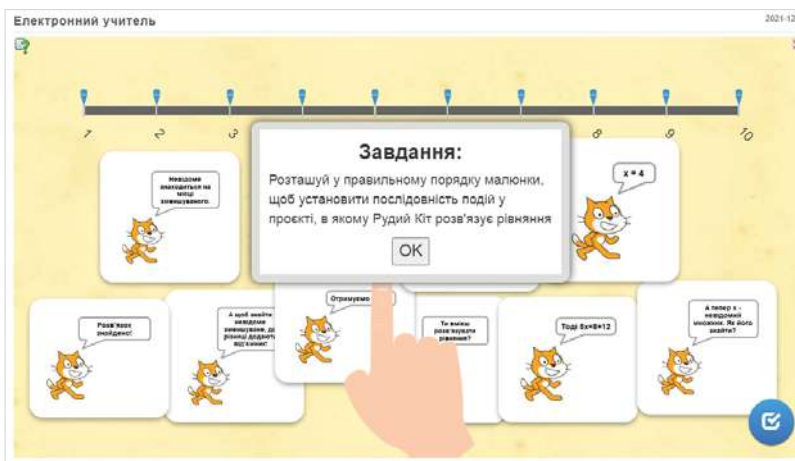 Електронний учитель
2021-12
1 2 3 8 9 10
Завдання:
Розташуй у правильному порядку малюнки,
щоб установити послідовність подій у
проєкті, в якому Рудий Кіт розв'язує рівняння
OK
Невідоме
знаходиться на
місці
зменшуваного.
x = 4
Розв'язок
знайдено!
А щоб знайти
невідоме
зменшуване, до
різниці додають
від'ємник!
Отримуємо
Ти вмієш
розв'язувати
рівняння?
Тоді 5x=8+12
А тепер x -
невідомий
множник. Як його
знайти?